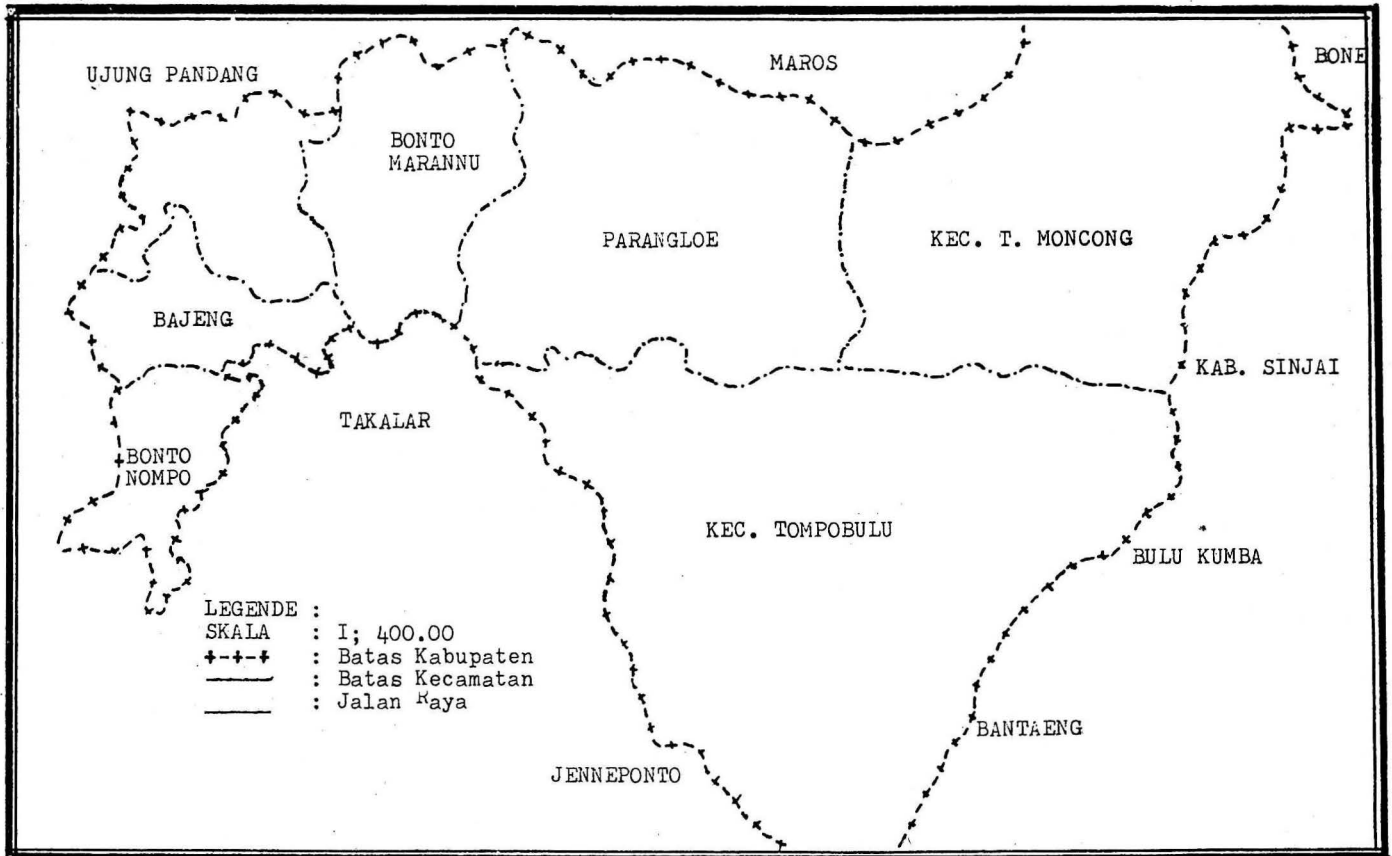 UJUNG PANDANG
MAROS
BONE
BONTO
MARANNU
PARANGLOE
KEC. T. MONCONG
BAJENG
KAB. SINJAI
TAKALAR
BONTO
NOMPO
KEC. TOMPOBULU
BULU KUMBA
LEGENDE :
SKALA : I; 400.00
+-+-+ : Batas Kabupaten
: Batas Kecamatan
: Jalan Raya
BANTAENG
JENNEPONTO